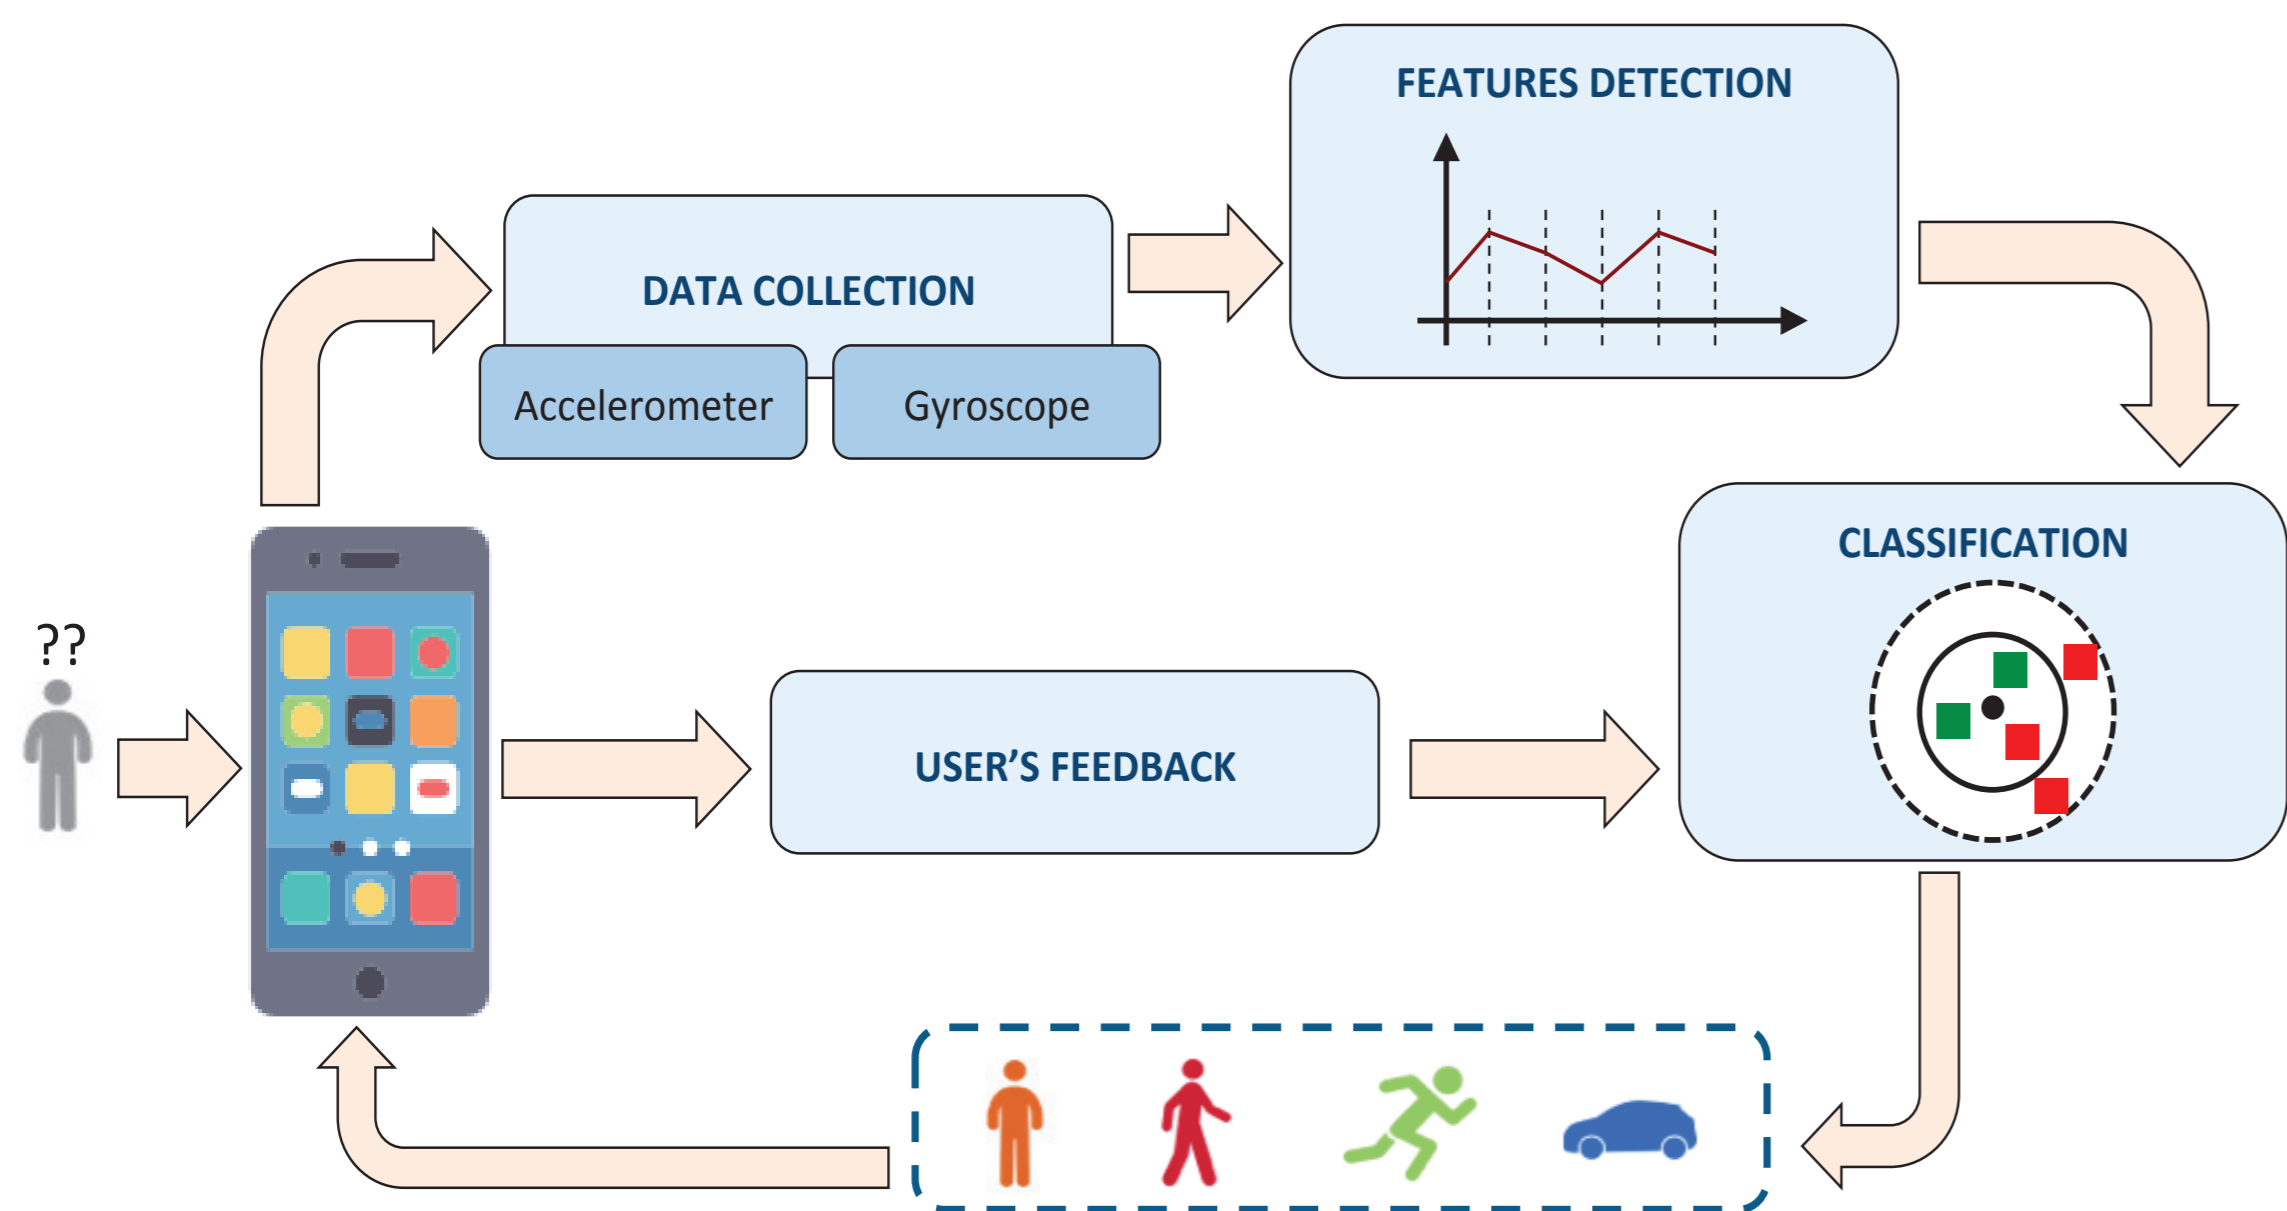 FEATURES DETECTION
DATA COLLECTION
Accelerometer
Gyroscope
CLASSIFICATION
??
USER’S FEEDBACK